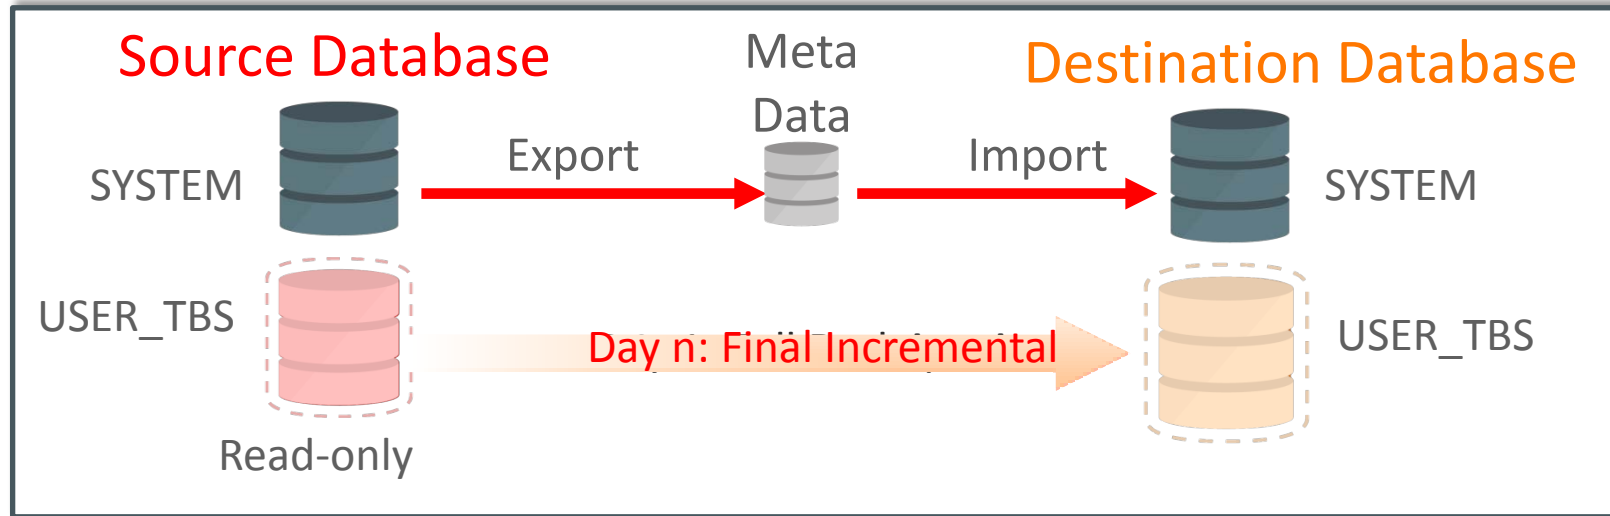 Source Database
Meta
Data
Destination Database
Export
Import
SYSTEM
SYSTEM
USER_TBS
Day n: Final Incremental
USER_TBS
Read-only